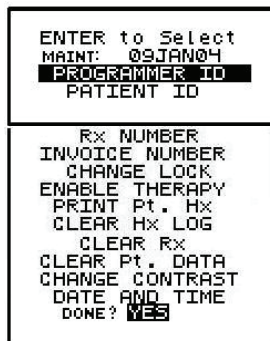 ENTER to Select
MAINT: 09JAN04
PROGRAMMER ID
PATIENT ID
Rx NUMBER
INVOICE NUMBER
CHANGE LOCK
ENABLE THERAPY
PRINT Pt. Hx
CLEAR Hx LOG
CLEAR Rx
CLEAR Pt. DATA
CHANGE CONTRAST
DATE AND TIME
DONE? YES